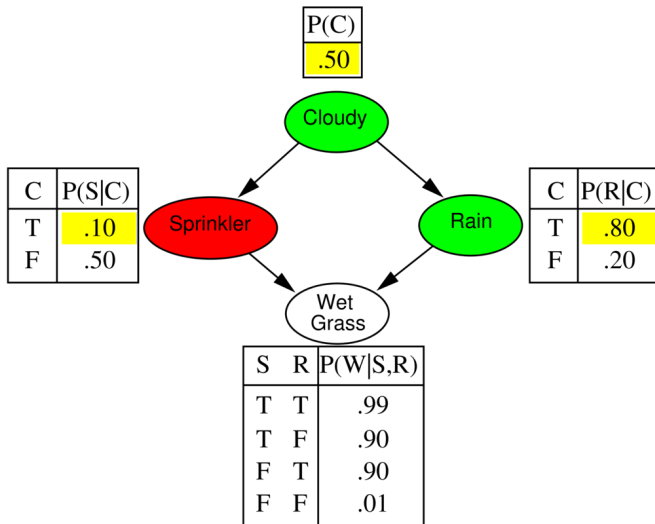 P(C)
.50
Cloudy
C P(S|C)
T .10
F .50
Sprinkler
Rain
C P(R|C)
T .80
F .20
Wet
Grass
S R P(W|S,R)
T T .99
T F .90
F T .90
F F .01